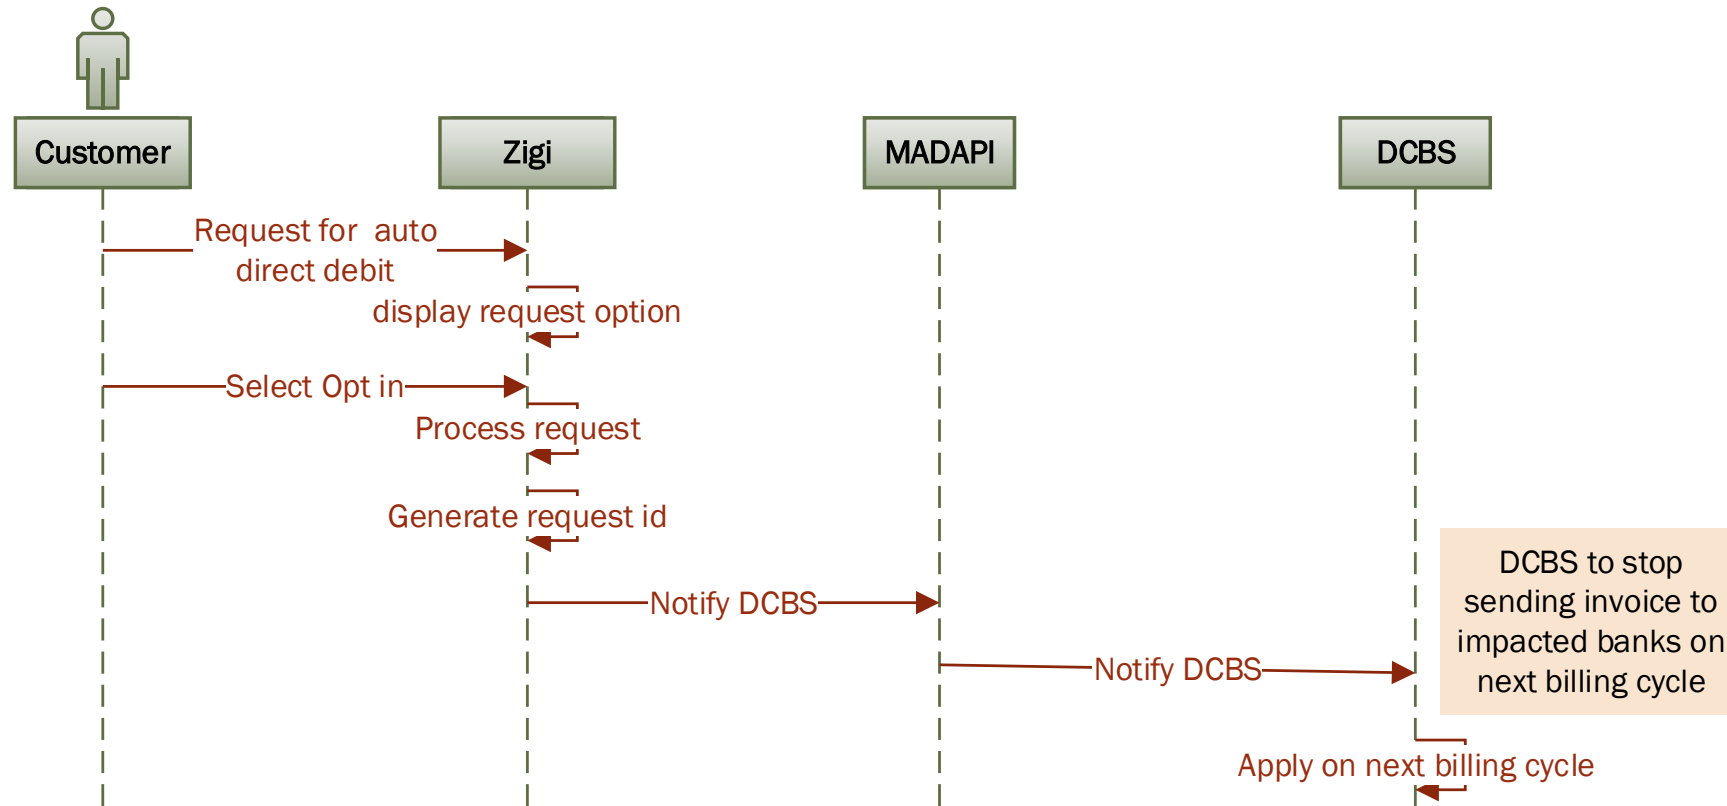 Customer
Zigi
MADAPI
DCBS
Request for auto
direct debit
display request option
Select Opt in
Process request
Generate request id
Notify DCBS
Notify DCBS
DCBS to stop
sending invoice to
impacted banks on
next billing cycle
Apply on next billing cycle